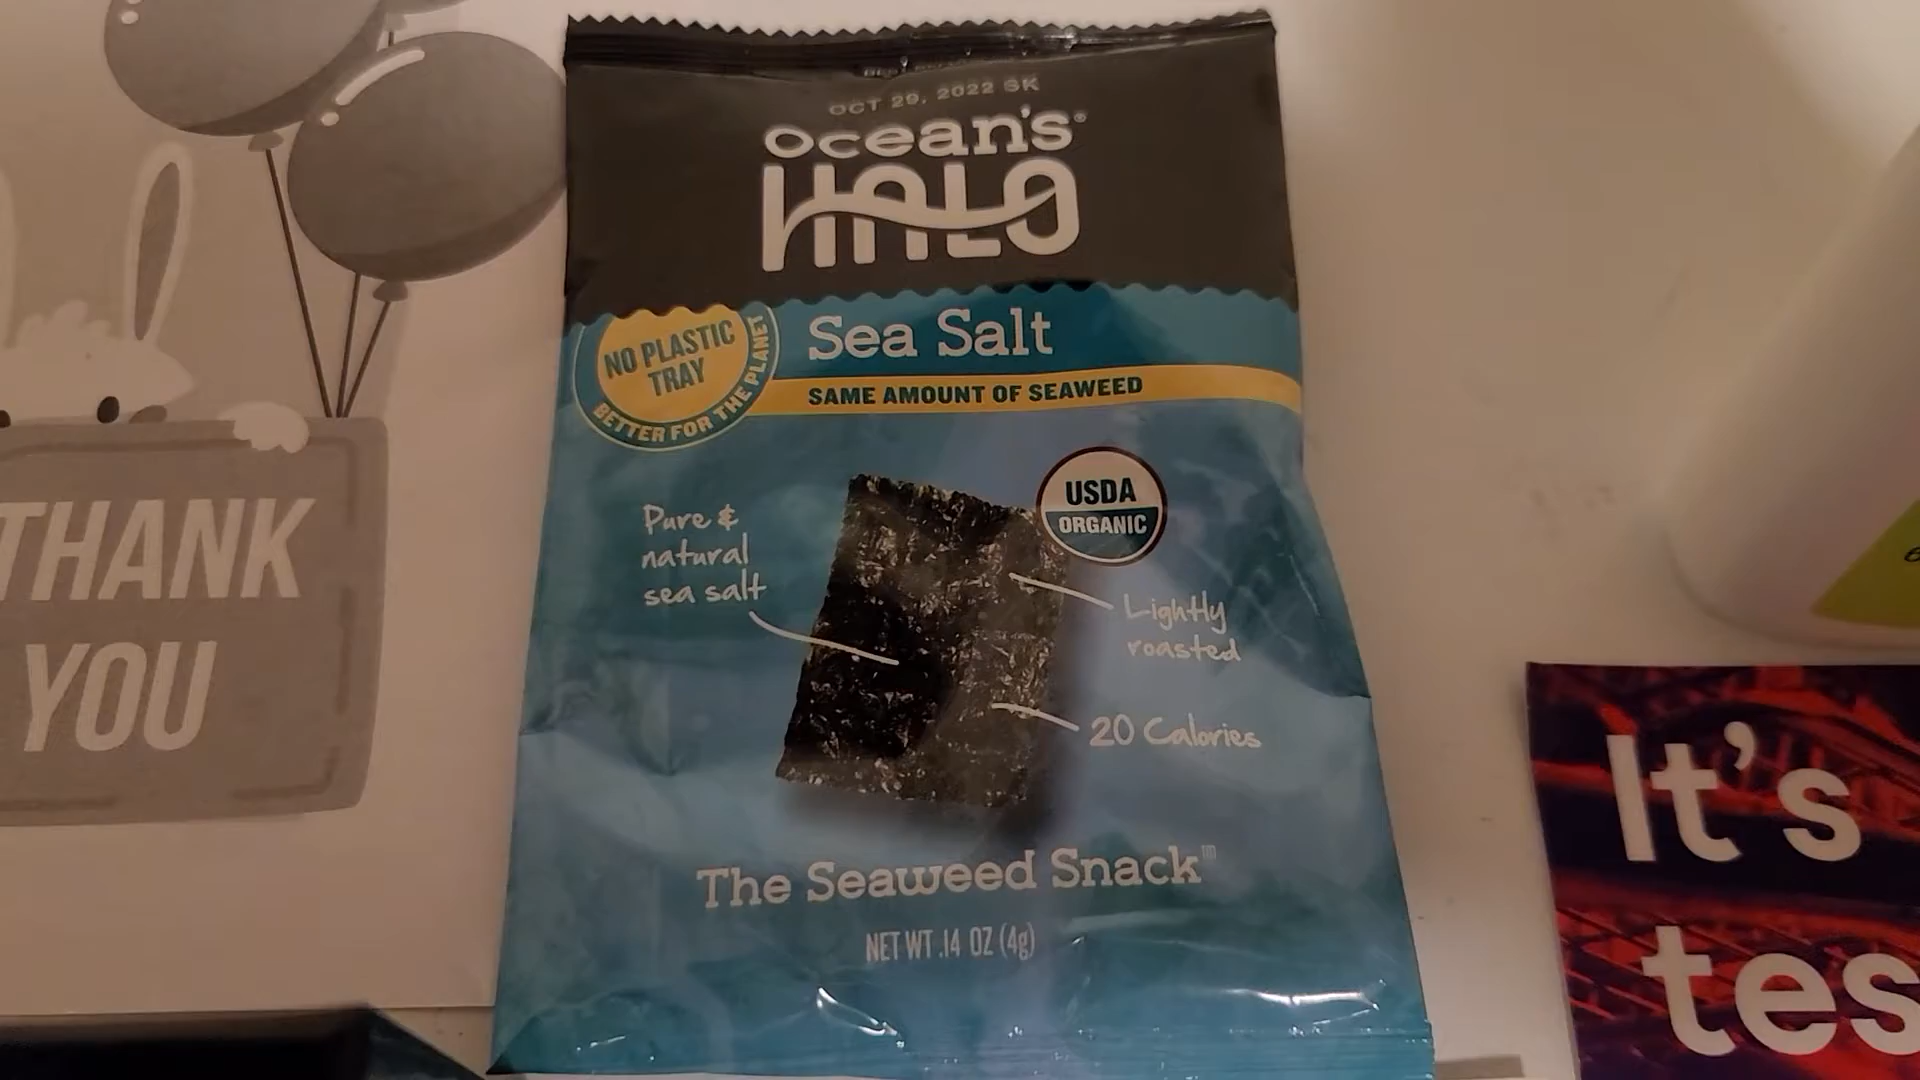 OCT 29, 2022 SK
Ocean's®
HALO
NO PLASTIC
TRAY
BETTER FOR THE PLANET
Sea Salt
SAME AMOUNT OF SEAWEED
USDA
ORGANIC
Pure &
natural
sea salt
Lightly
roasted
20 Calories
The Seaweed Snack™
NET WT .14 OZ (4g)
THANK
YOU
It's
tes